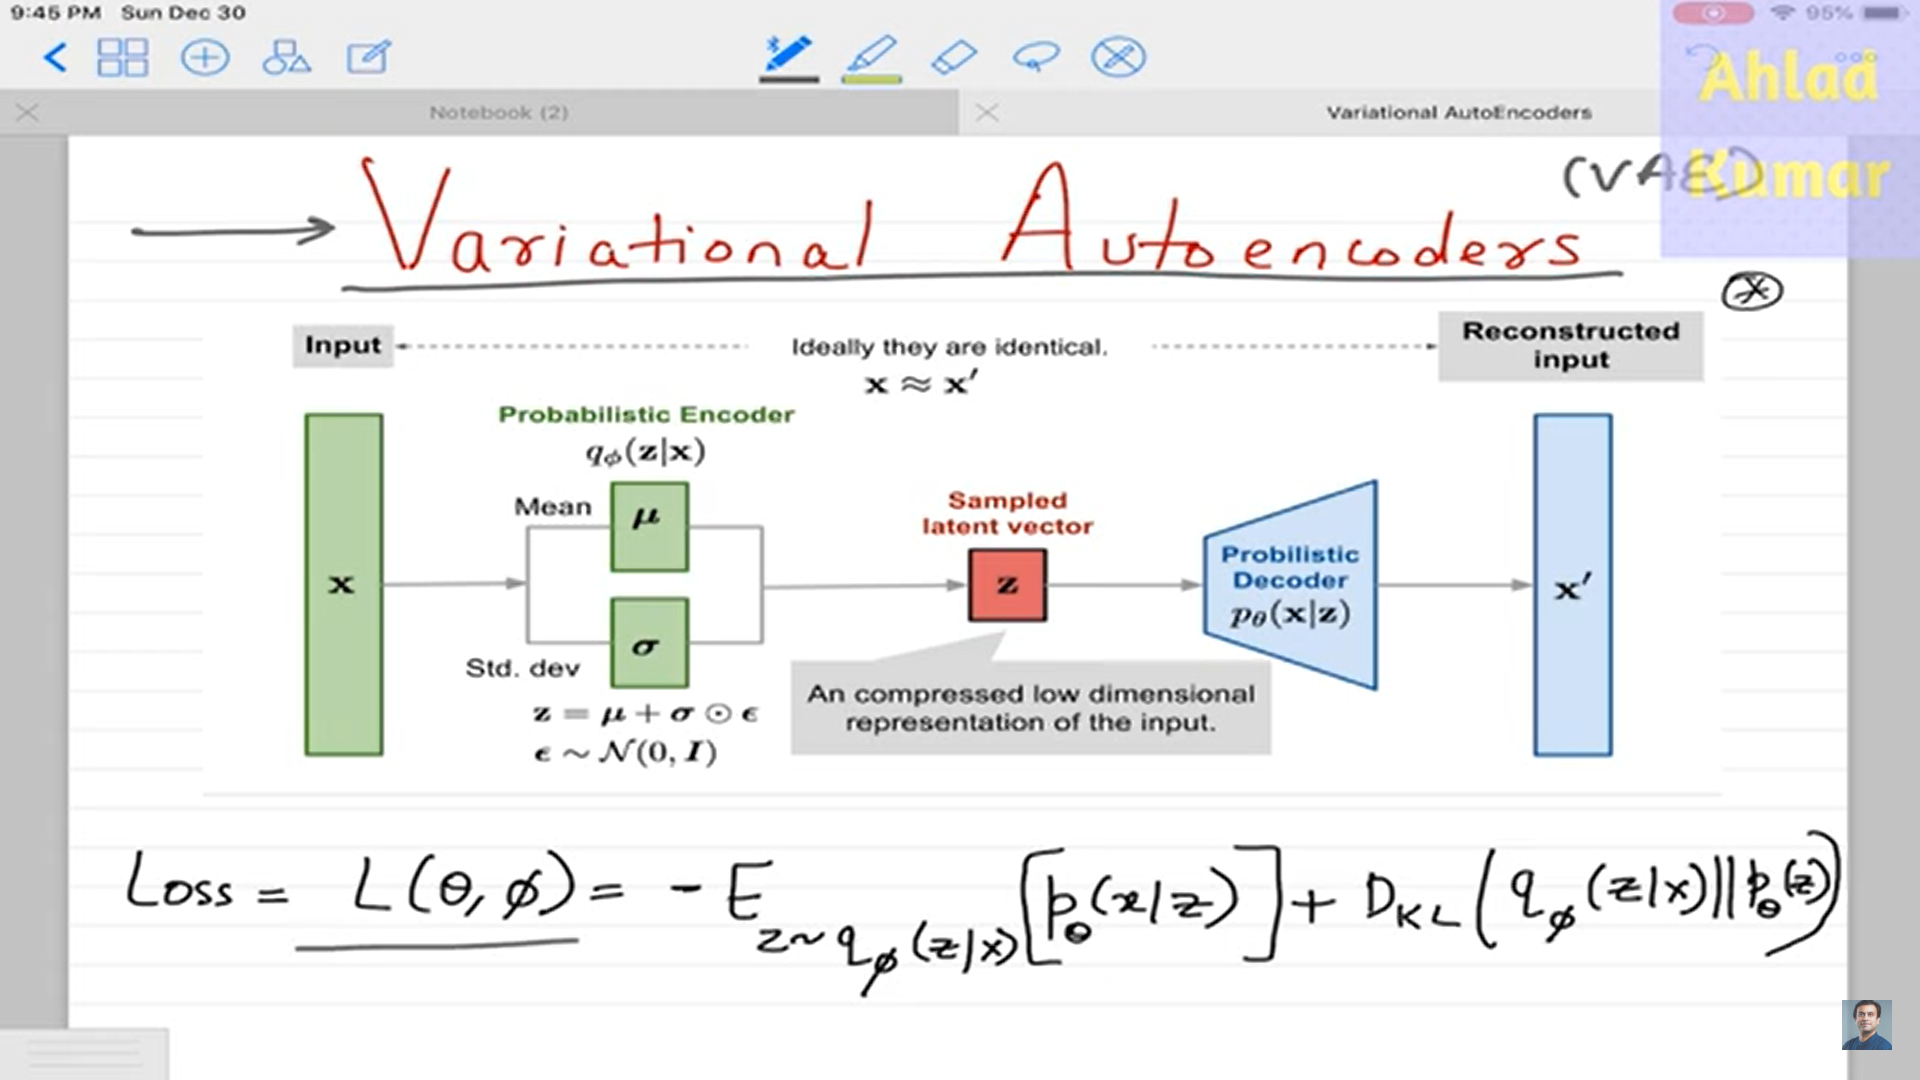 9:45 PM Sun Dec 30
95%
Notebook (2)
Variational AutoEncoders
Ahlad
Kumar
(VAE)
→ Variational Autoencoders
Input
Ideally they are identical.
x ≈ x′
Reconstructed
input
Probabilistic Encoder
qϕ(z|x)
Mean
μ
x
Std. dev
σ
z = μ + σ ⊙ ϵ
ϵ ∼ N(0, I)
Sampled
latent vector
z
An compressed low dimensional
representation of the input.
Probilistic
Decoder
pθ(x|z)
x′
Loss = L(θ, ϕ) = - E z~qϕ(z|x) [pθ(x|z)] + DKL (qϕ(z|x)||pθ(z))